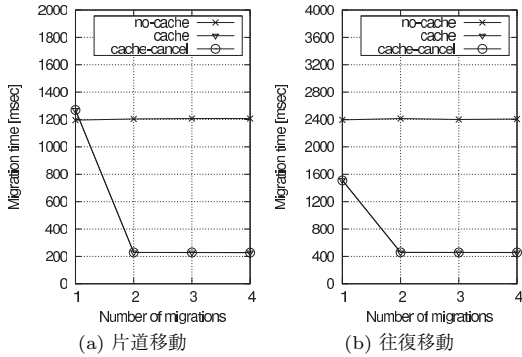 no-cache
cache
cache-cancel
2000
1800
1600
1400
1200
1000
800
600
400
200
0
Migration time [msec]
1 2 3 4
Number of migrations
(a) 片道移動
no-cache
cache
cache-cancel
4000
3600
3200
2800
2400
2000
1600
1200
800
400
0
Migration time [msec]
1 2 3 4
Number of migrations
(b) 往復移動